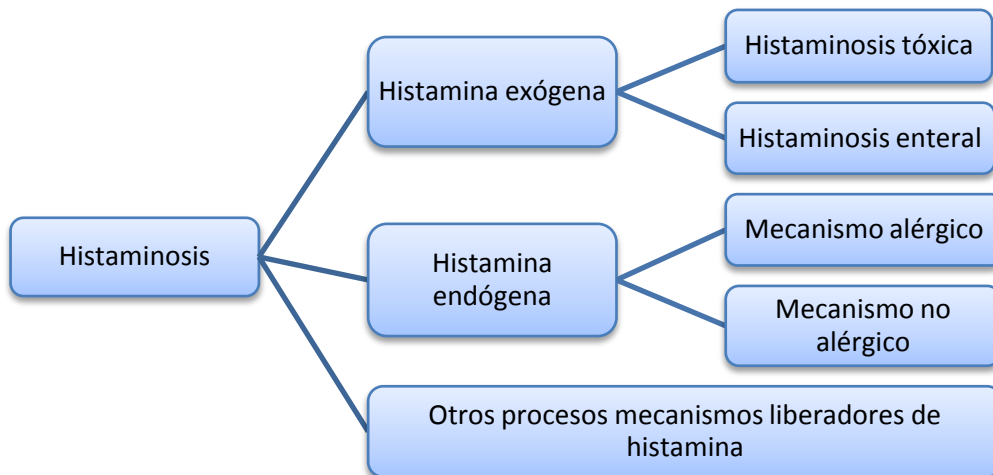 Histaminosis
Histamina exógena
Histaminosis tóxica
Histaminosis enteral
Histamina
endógena
Mecanismo alérgico
Mecanismo no
alérgico
Otros procesos mecanismos liberadores de
histamina